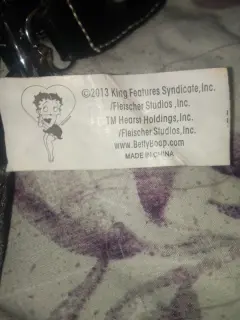 ©2013 King Features Syndicate, Inc.
/Fleischer Studios, Inc.
TM Hearst Holdings, Inc.
/Fleischer Studios, Inc.
www.BettyBoop.com
MADE IN CHINA